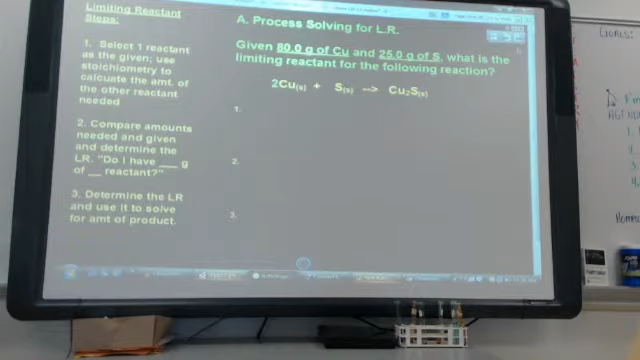 Limiting Reactant
Steps:
1. Select 1 reactant
as the given; use
stoichiometry to
calcuate the amt. of
the other reactant
needed
2. Compare amounts
needed and given
and determine the
LR. "Do I have ___ g
of __ reactant?"
3. Determine the LR
and use it to solve
for amt of product.
A. Process Solving for L.R.
Given 80.0 g of Cu and 25.0 g of S, what is the
limiting reactant for the following reaction?
2Cu(s) + S(s) --> Cu2S(s)
1.
2.
3.
GOALS: